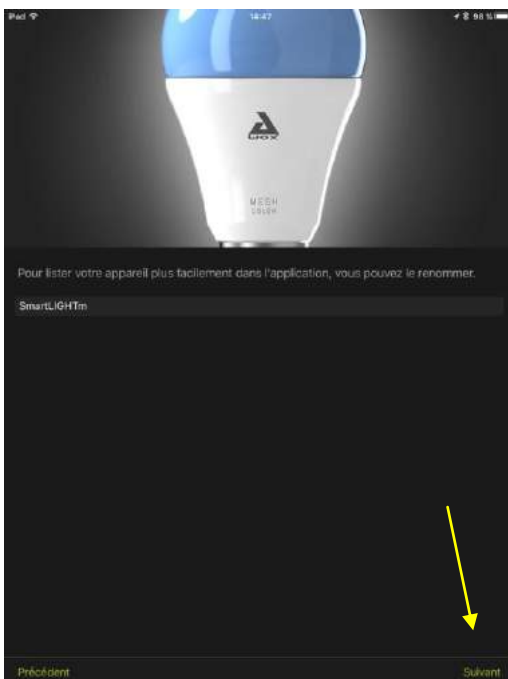 iPad 14:47 98 %
AWOX
MESH
COLOR
Pour lister votre appareil plus facilement dans l'application, vous pouvez le renommer.
SmartLIGHTm
Précédent Suivant